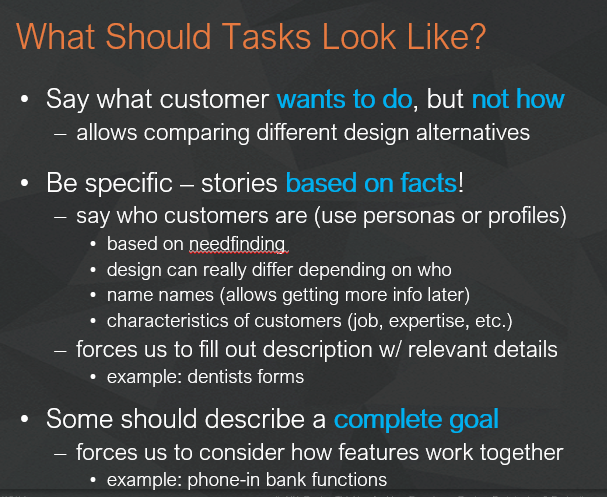 What Should Tasks Look Like?
• Say what customer wants to do, but not how
– allows comparing different design alternatives
• Be specific – stories based on facts!
– say who customers are (use personas or profiles)
• based on needfinding
• design can really differ depending on who
• name names (allows getting more info later)
• characteristics of customers (job, expertise, etc.)
– forces us to fill out description w/ relevant details
• example: dentists forms
• Some should describe a complete goal
– forces us to consider how features work together
• example: phone-in bank functions